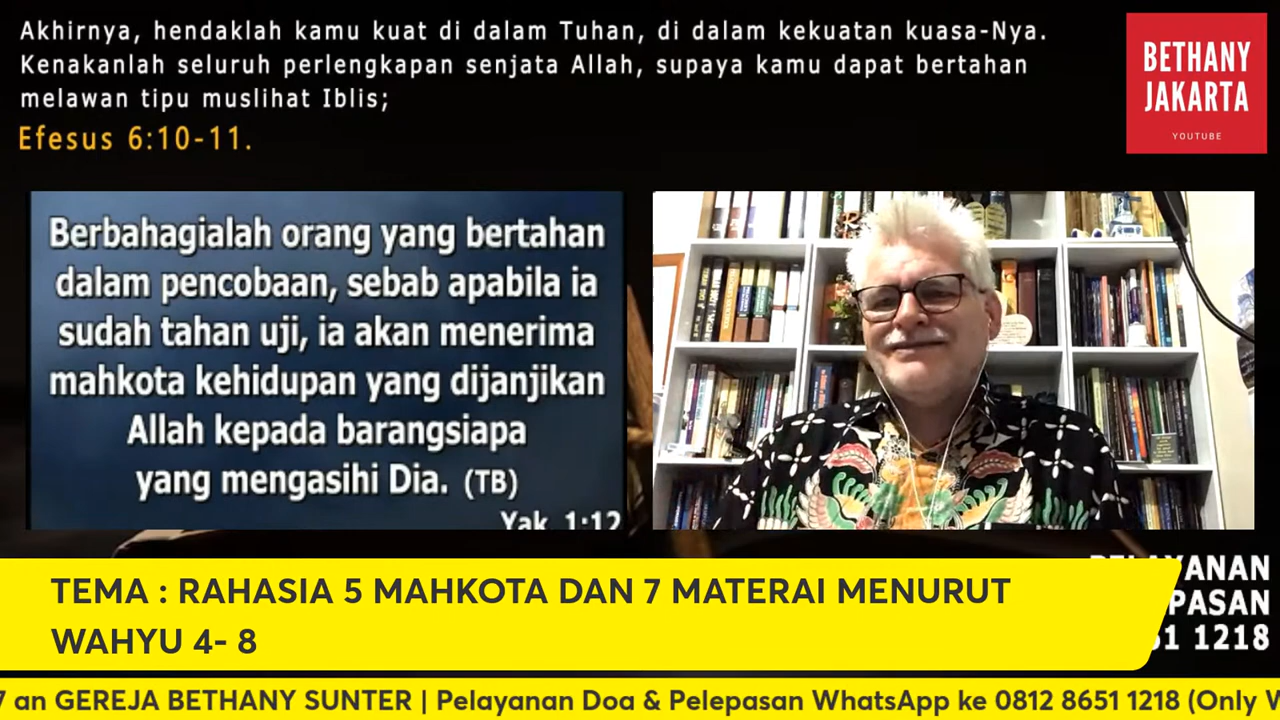 Akhirnya, hendaklah kamu kuat di dalam Tuhan, di dalam kekuatan kuasa-Nya.
Kenakanlah seluruh perlengkapan senjata Allah, supaya kamu dapat bertahan
melawan tipu muslihat Iblis;
Efesus 6:10-11.
BETHANY
JAKARTA
YOUTUBE
Berbahagialah orang yang bertahan
dalam pencobaan, sebab apabila ia
sudah tahan uji, ia akan menerima
mahkota kehidupan yang dijanjikan
Allah kepada barangsiapa
yang mengasihi Dia. (TB)
Yak 1:12
TEMA : RAHASIA 5 MAHKOTA DAN 7 MATERAI MENURUT
WAHYU 4- 8
1218
7 an GEREJA BETHANY SUNTER | Pelayanan Doa & Pelepasan WhatsApp ke 0812 8651 1218 (Only